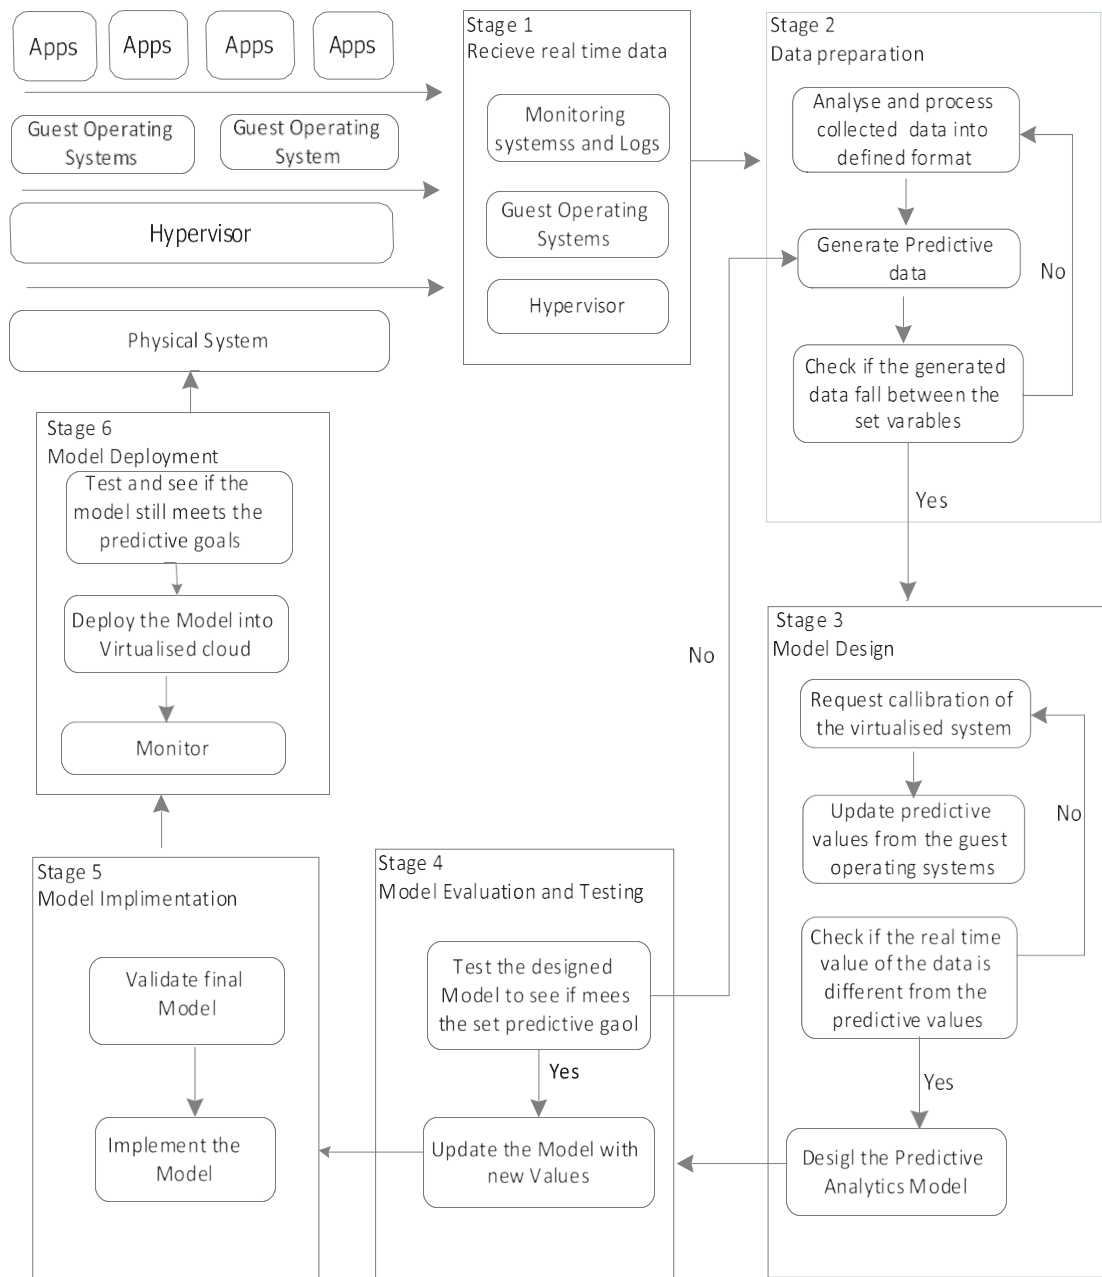 Apps
Apps
Apps
Apps
Guest Operating
Systems
Guest Operating
System
Hypervisor
Physical System
Stage 1
Recieve real time data
Monitoring
systemss and Logs
Guest Operating
Systems
Hypervisor
Stage 2
Data preparation
Analyse and process
collected data into
defined format
Generate Predictive
data
No
Check if the generated
data fall between the
set varables
Yes
Stage 3
Model Design
Request callibration of
the virtualised system
Update predictive
values from the guest
operating systems
No
Check if the real time
value of the data is
different from the
predictive values
Yes
Desigl the Predictive
Analytics Model
No
Stage 4
Model Evaluation and Testing
Test the designed
Model to see if mees
the set predictive gaol
Yes
Update the Model with
new Values
Stage 5
Model Implimentation
Validate final
Model
Implement the
Model
Stage 6
Model Deployment
Test and see if the
model still meets the
predictive goals
Deploy the Model into
Virtualised cloud
Monitor